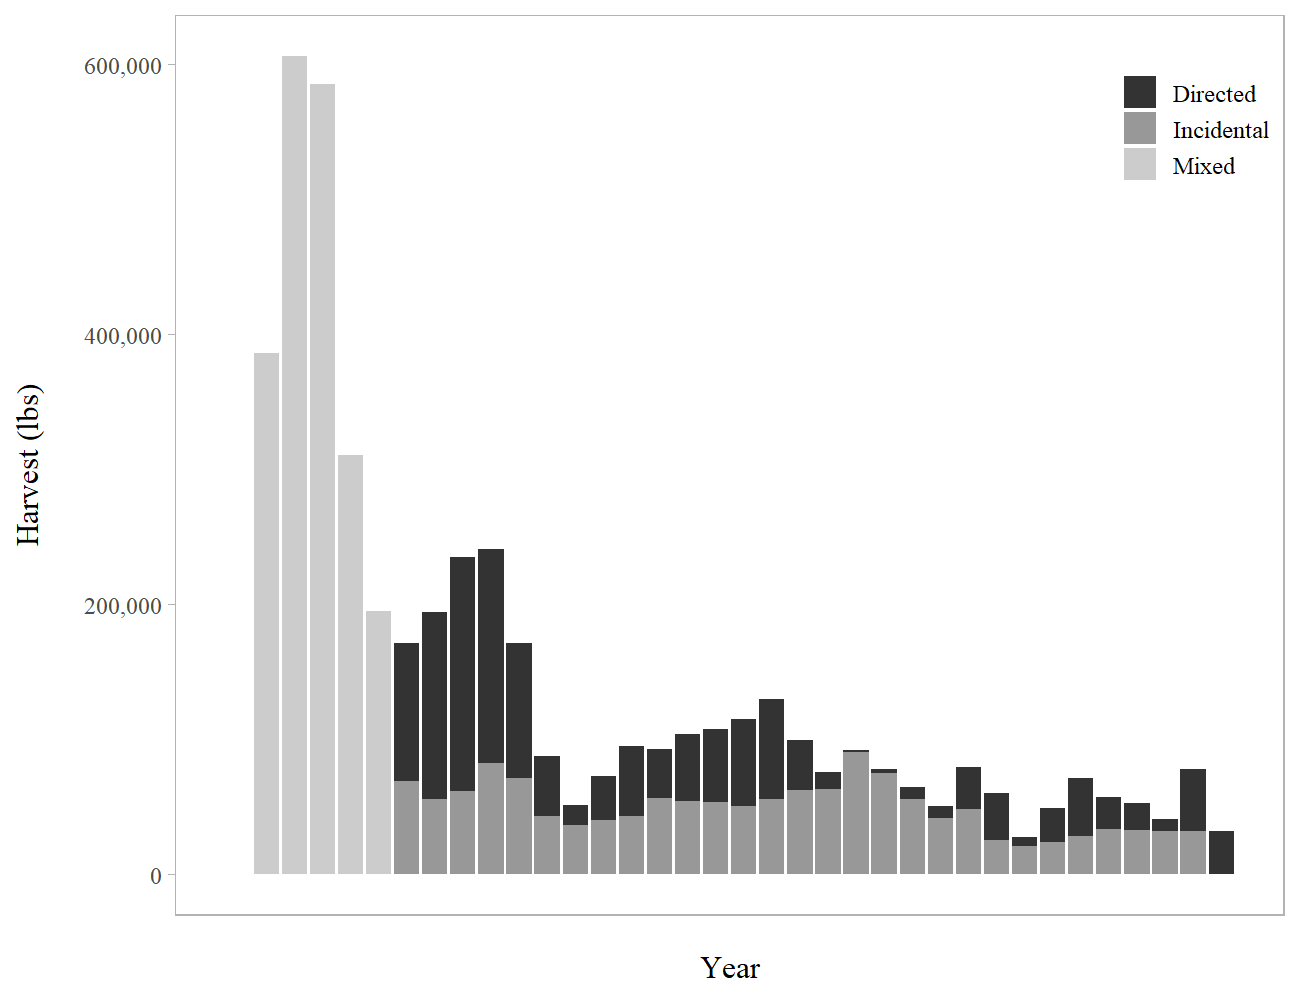 600,000
400,000
200,000
0
Harvest (lbs)
Year
Directed
Incidental
Mixed